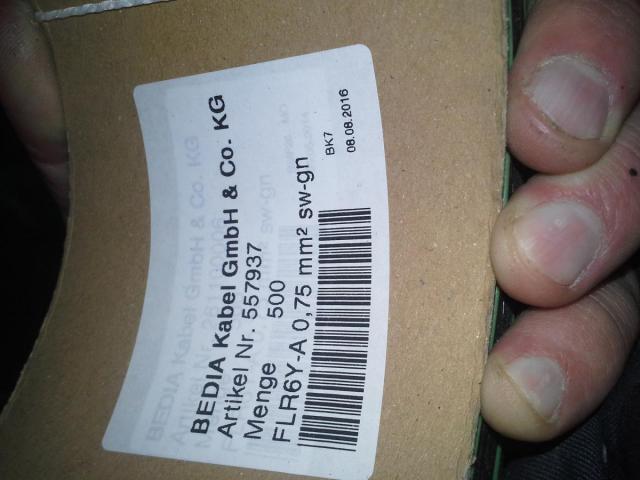 BEDIA Kabel GmbH & Co. KG
Artikel Nr. 557937
Menge 500
FLR6Y-A 0,75 mm² sw-gn
BK7
08.08.2016